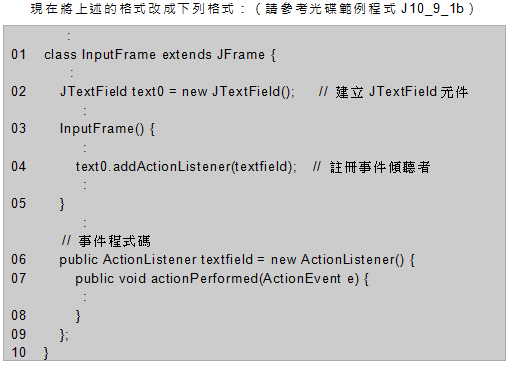 現在將上述的格式改成下列格式：（請參考光碟範例程式 J10_9_1b）
:
01 class InputFrame extends JFrame {
:
02 JTextField text0 = new JTextField(); // 建立 JTextField 元件
:
03 InputFrame() {
:
04 text0.addActionListener(textfield); // 註冊事件傾聽者
:
05 }
:
// 事件程式碼
06 public ActionListener textfield = new ActionListener() {
07 public void actionPerformed(ActionEvent e) {
:
08 }
09 };
10 }